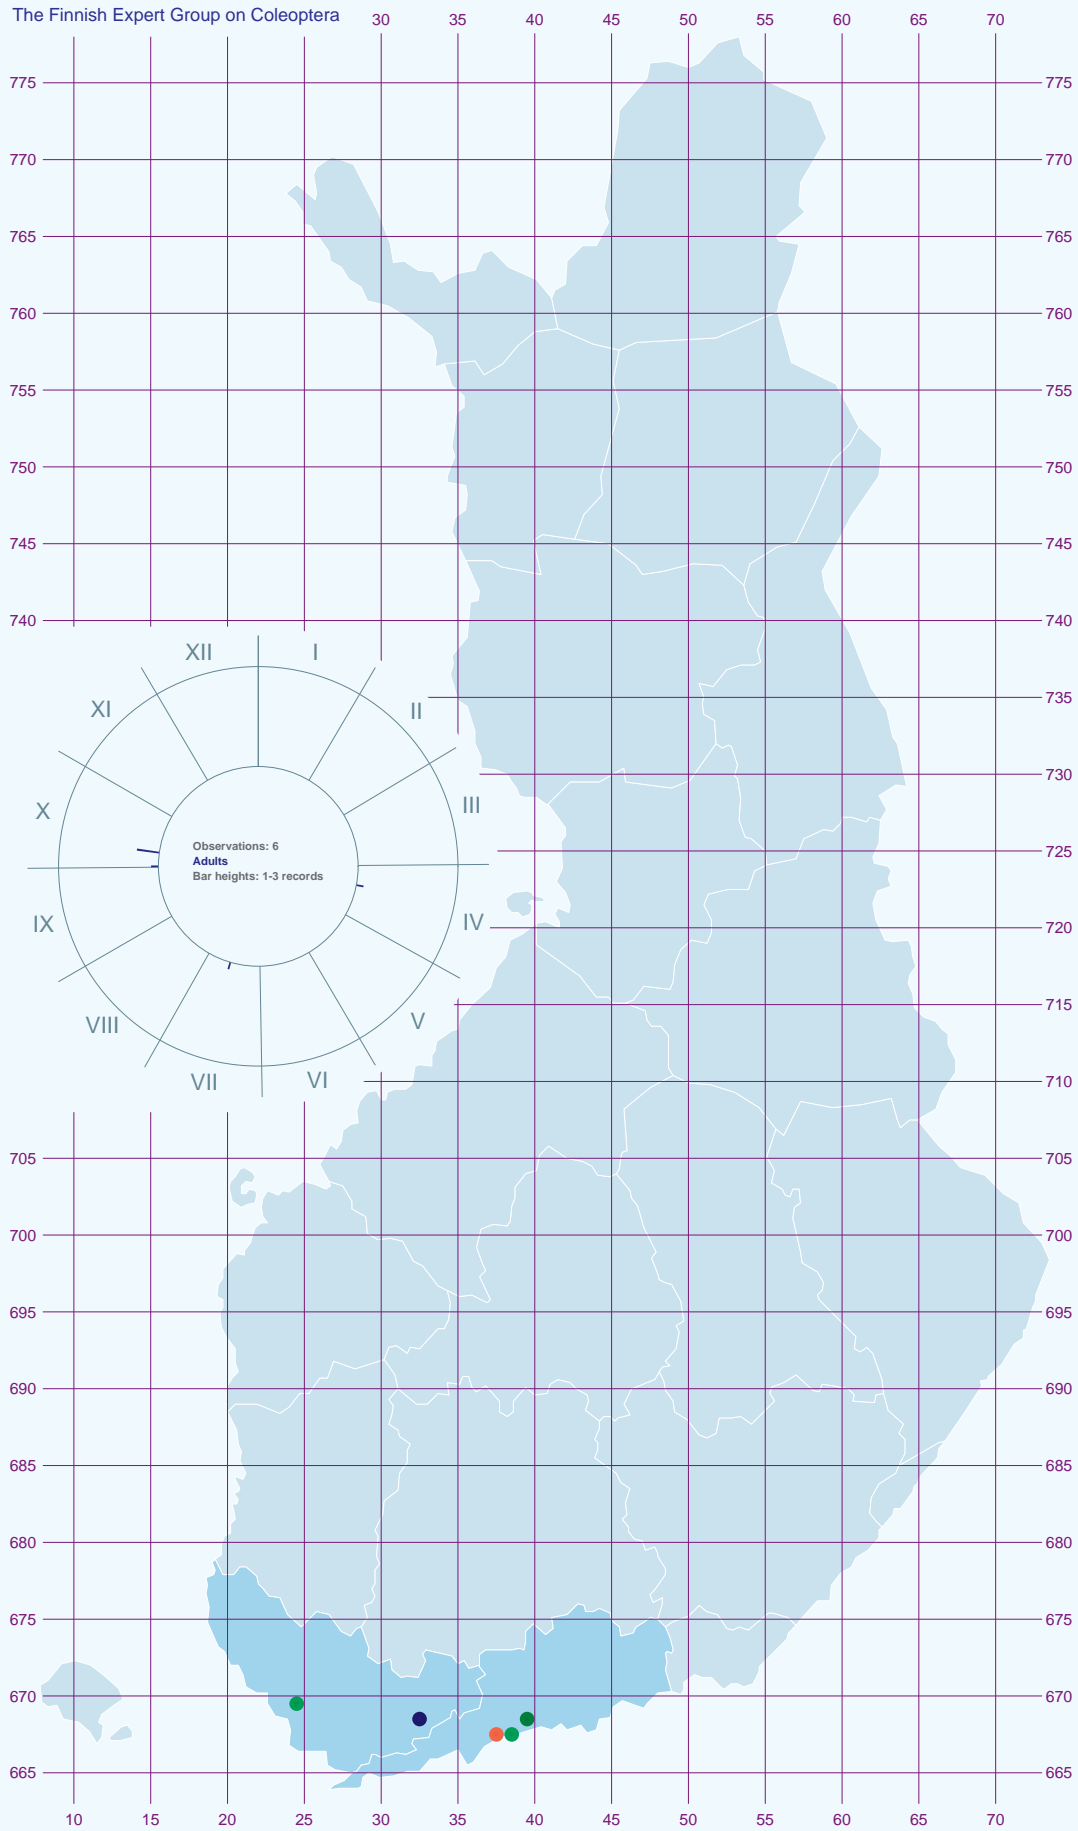 The Finnish Expert Group on Coleoptera
30 35 40 45 50 55 60 65 70
775 775
770 770
765 765
760 760
755 755
750 750
745 745
740 740
735
730
725
720
715
710
XII I
XI II
X III
IX IV
VIII V
VII VI
Observations: 6
Adults
Bar heights: 1-3 records
705 705
700 700
695 695
690 690
685 685
680 680
675 675
670 670
665 665
10 15 20 25 30 35 40 45 50 55 60 65 70